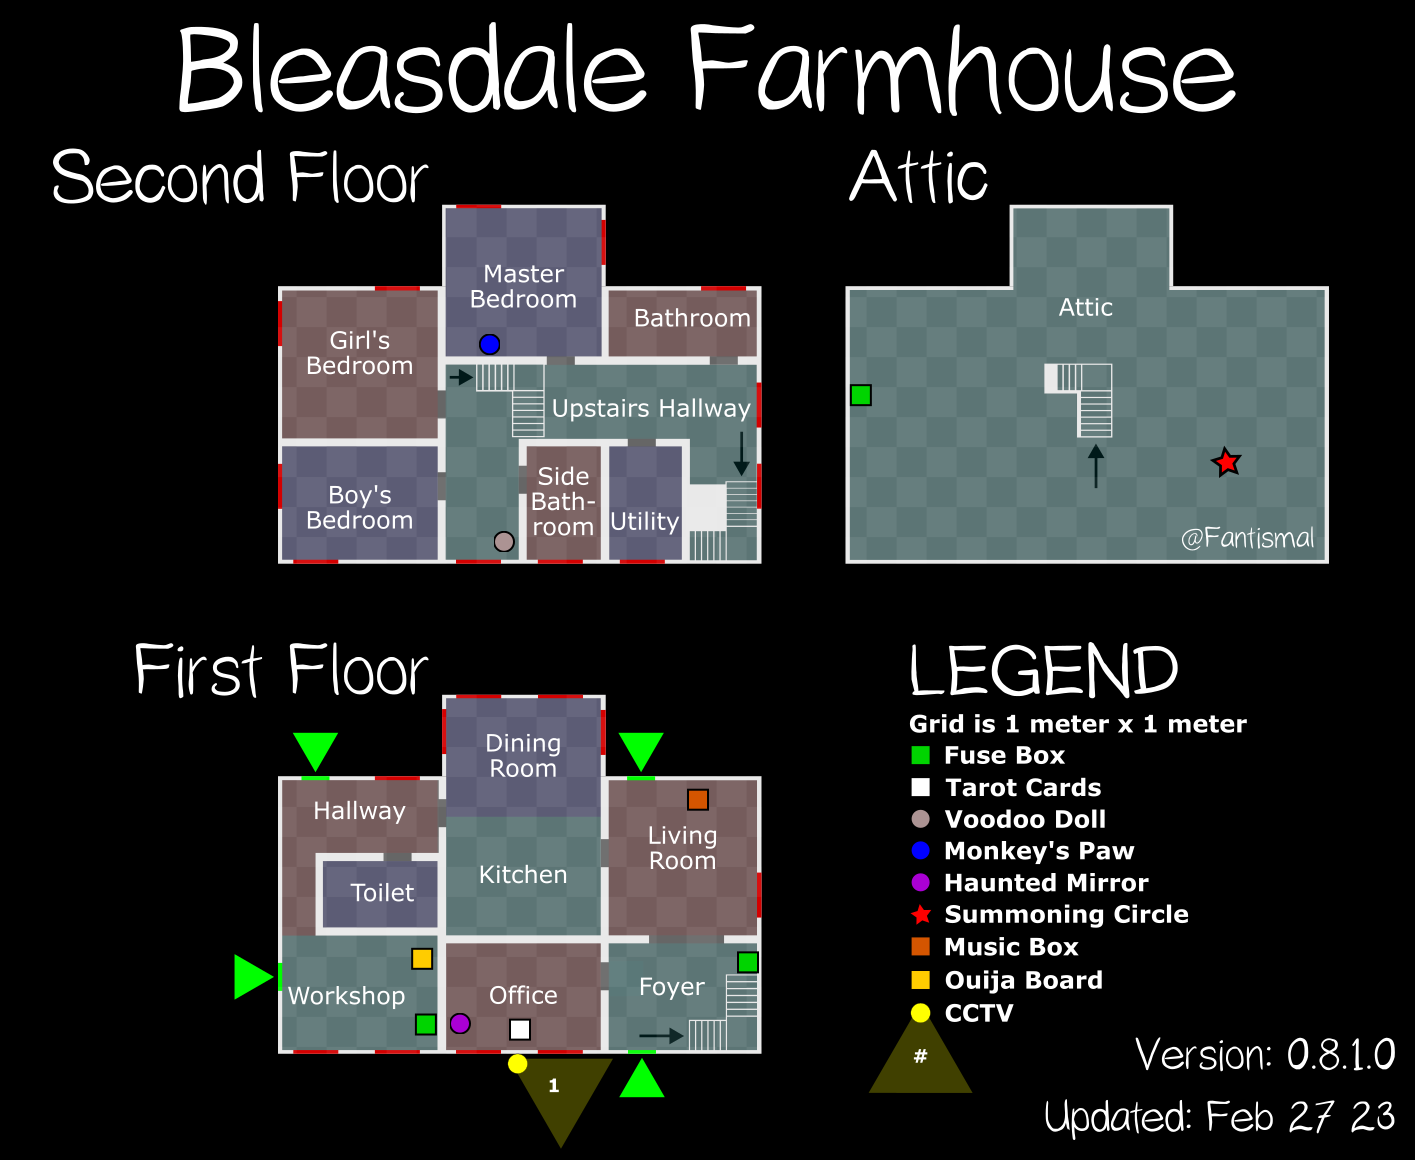 Bleasdale Farmhouse
Second Floor
Attic
Master
Bedroom
Girl's
Bedroom
Bathroom
Upstairs Hallway
Boy's
Bedroom
Side
Bath-
room
Utility
Attic
@Fantismal
First Floor
Dining
Room
Hallway
Living
Room
Toilet
Kitchen
Workshop
Office
Foyer
1
LEGEND
Grid is 1 meter x 1 meter
Fuse Box
Tarot Cards
Voodoo Doll
Monkey's Paw
Haunted Mirror
Summoning Circle
Music Box
Ouija Board
CCTV
#
Version: 0.8.1.0
Updated: Feb 27 23